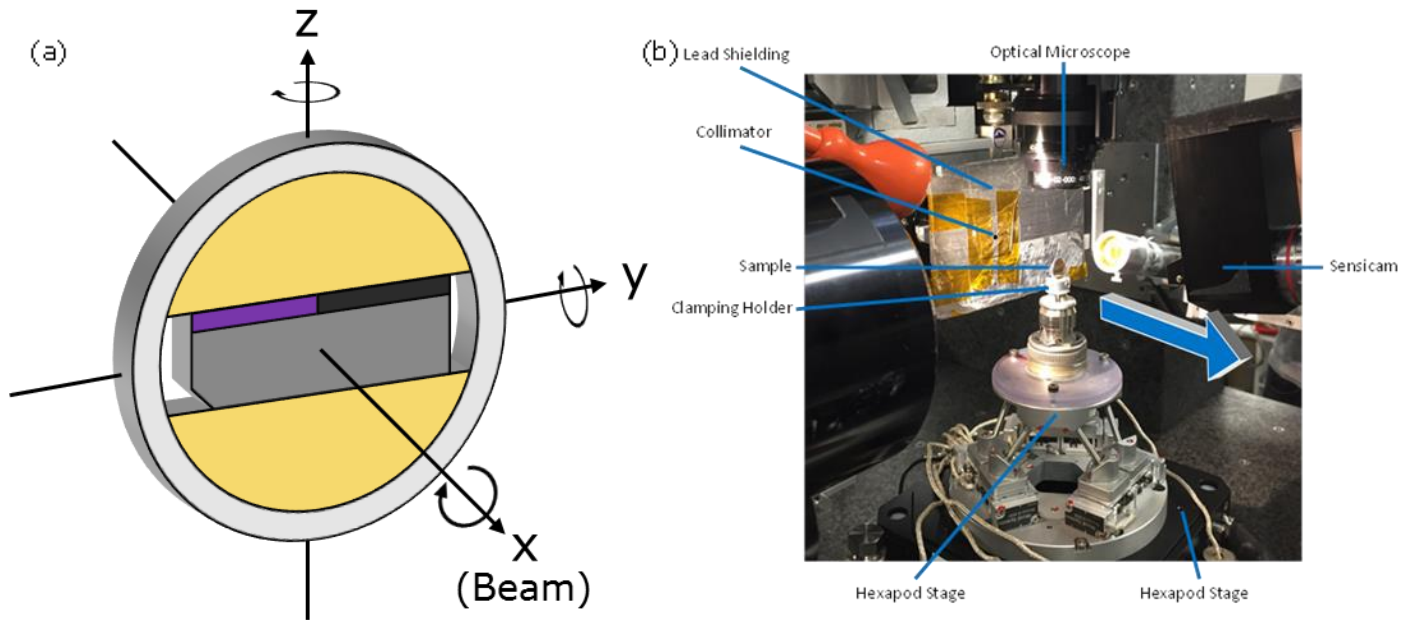 (a)
z
y
x
(Beam)
(b)
Lead Shielding
Optical Microscope
Collimator
Sample
Sensicam
Clamping Holder
Hexapod Stage
Hexapod Stage